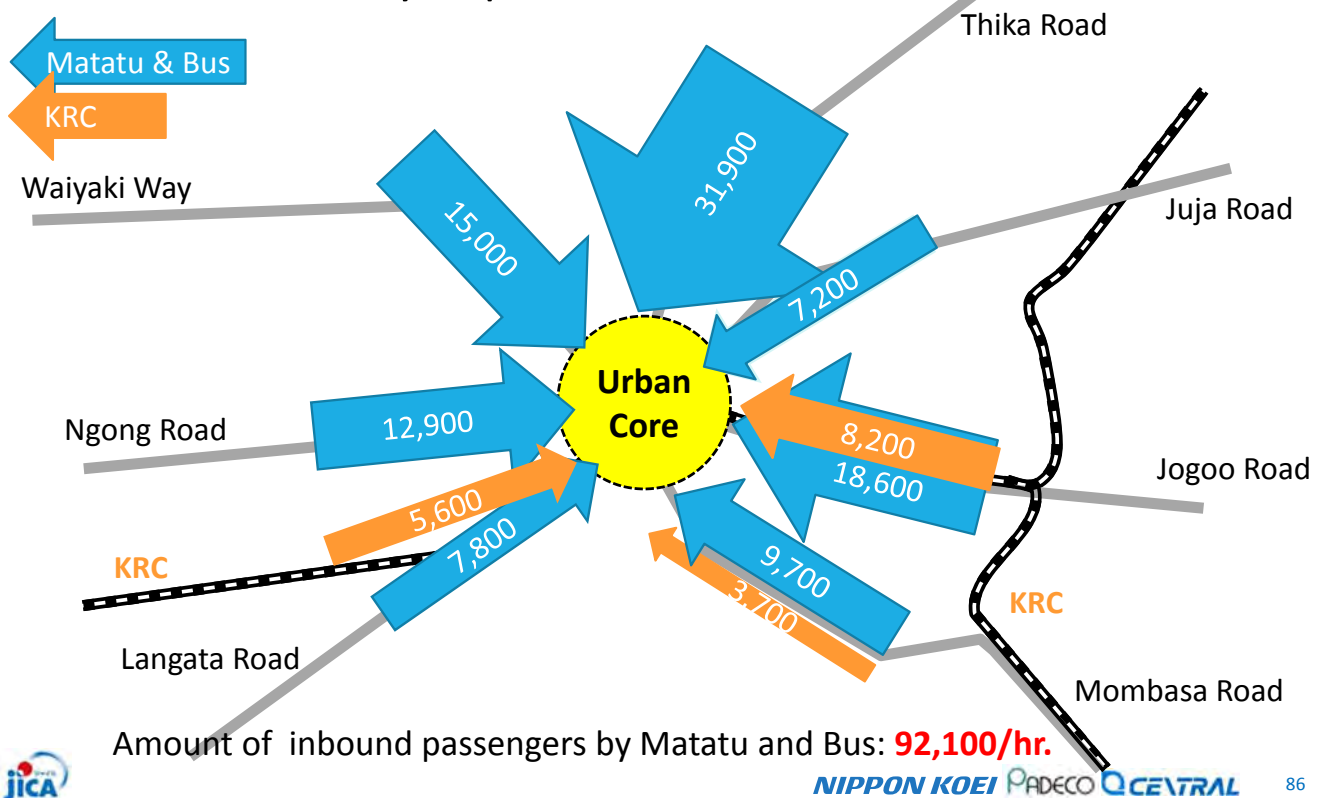 Thika Road
Matatu & Bus
KRC
Waiyaki Way
31,900
15,000
Juja Road
7,200
Urban
Core
12,900
Ngong Road
8,200
18,600
Jogoo Road
5,600
7,800
9,700
3,700
KRC
KRC
Langata Road
Mombasa Road
Amount of inbound passengers by Matatu and Bus: 92,100/hr.
jica
NIPPON KOEI PADECO QCENTRAL 86